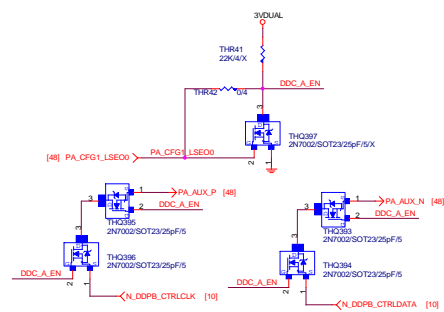 3VDUAL
THR41
22K/4/X
DDC_A_EN
THR42 0/4
3
THQ397
2N7002/SOT23/25pF/5/X
[48] PA_CFG1_LSEO0
PA_CFG1_LSEO0
2
1
3
1
PA_AUX_P [48]
2
DDC_A_EN
THQ395
2N7002/SOT23/25pF/5
3
THQ396
2N7002/SOT23/25pF/5
DDC_A_EN
2
1
N_DDPB_CTRLCLK [10]
3
1
PA_AUX_N [48]
2
DDC_A_EN
THQ393
2N7002/SOT23/25pF/5
3
THQ394
2N7002/SOT23/25pF/5
DDC_A_EN
2
1
N_DDPB_CTRLDATA [10]